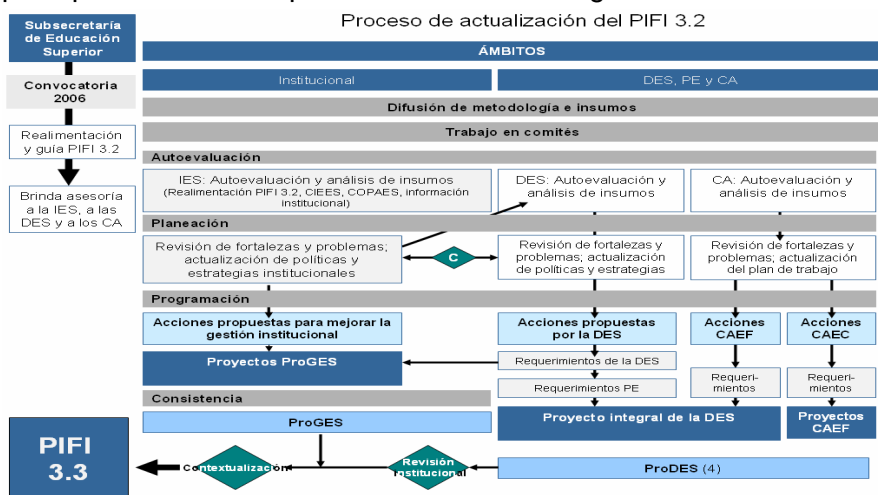 Proceso de actualización del PIFI 3.2
Subsecretaría
de Educación
Superior
Convocatoria
2006
Realimentación
y guía PIFI 3.2
Brinda asesoría
a la IES, a las
DES y a los CA
PIFI
3.3
ÁMBITOS
Institucional
DES, PE y CA
Difusión de metodología e insumos
Trabajo en comités
Autoevaluación
IES: Autoevaluación y análisis de insumos
(Realimentación PIFI 3.2, CIEES, COPAES, información
institucional)
DES: Autoevaluación y
análisis de insumos
CA: Autoevaluación y
análisis de insumos
Planeación
Revisión de fortalezas y problemas;
actualización de políticas y
estrategias institucionales
C
Revisión de fortalezas y
problemas; actualización
de políticas y estrategias
Revisión de fortalezas y
problemas; actualización
del plan de trabajo
Programación
Acciones propuestas para mejorar la
gestión institucional
Acciones propuestas
por la DES
Acciones
CAEF
Acciones
CAEC
Proyectos ProGES
Requerimientos de la DES
Requerimientos PE
Requeri-
mientos
Requeri-
mientos
Consistencia
ProGES
Proyecto integral de la DES
Proyectos
CAEF
Contextualización
Revisión
Institucional
ProDES (4)